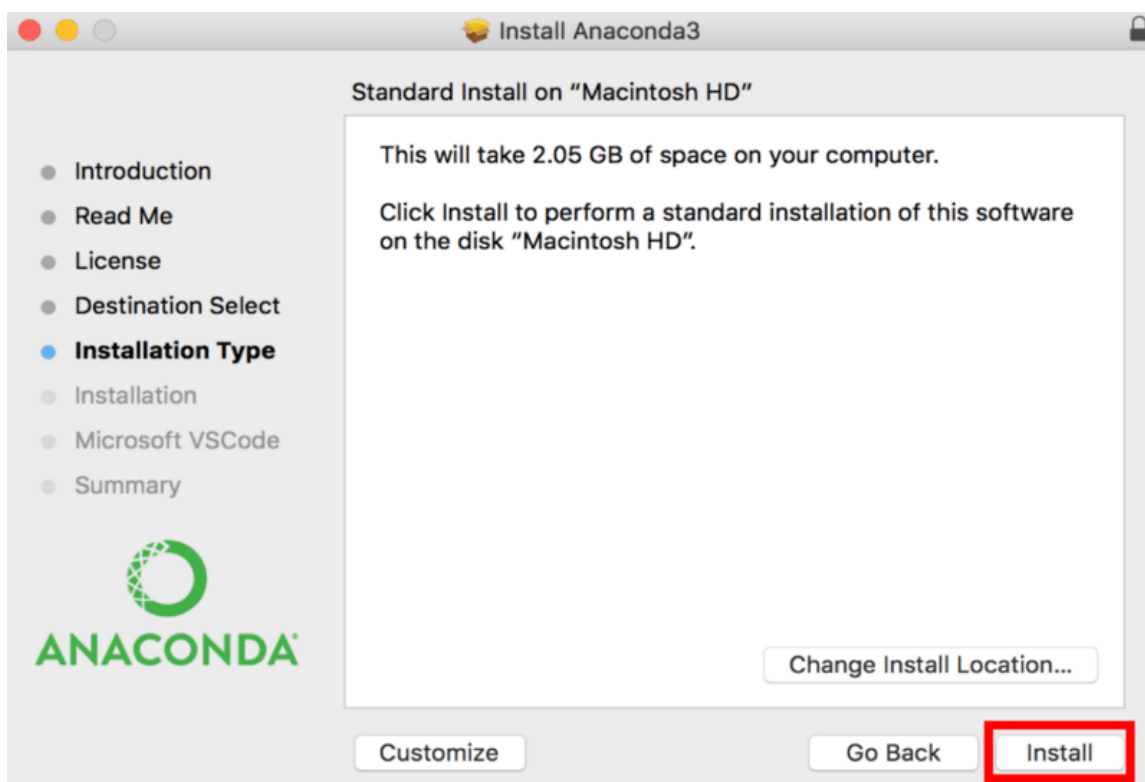 Install Anaconda3
Standard Install on “Macintosh HD”
Introduction
Read Me
License
Destination Select
Installation Type
Installation
Microsoft VSCode
Summary
ANACONDA
This will take 2.05 GB of space on your computer.
Click Install to perform a standard installation of this software
on the disk “Macintosh HD”.
Change Install Location...
Customize
Go Back
Install